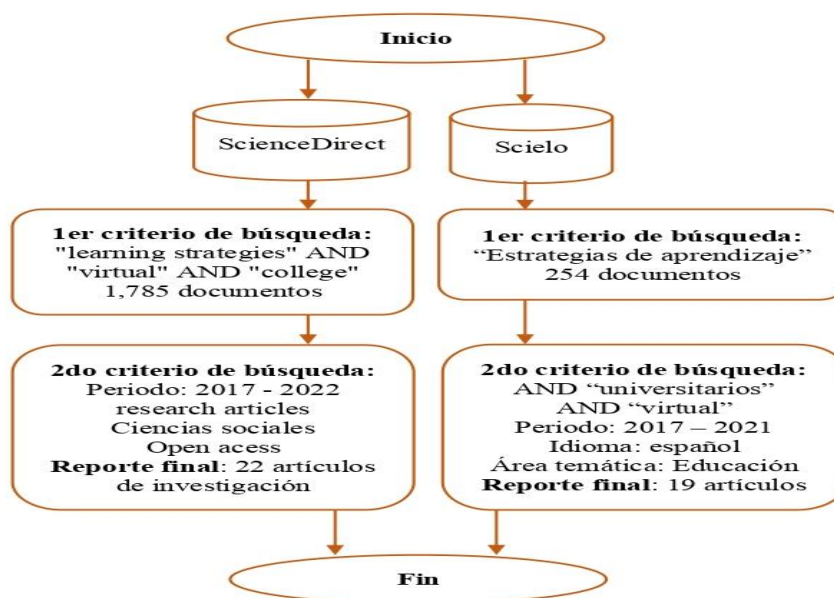 Inicio
ScienceDirect
Scielo
1er criterio de búsqueda:
"learning strategies" AND
"virtual" AND "college"
1,785 documentos
1er criterio de búsqueda:
“Estrategias de aprendizaje”
254 documentos
2do criterio de búsqueda:
Periodo: 2017 - 2022
research articles
Ciencias sociales
Open acess
Reporte final: 22 artículos
de investigación
2do criterio de búsqueda:
AND “universitarios”
AND “virtual”
Periodo: 2017 – 2021
Idioma: español
Área temática: Educación
Reporte final: 19 artículos
Fin